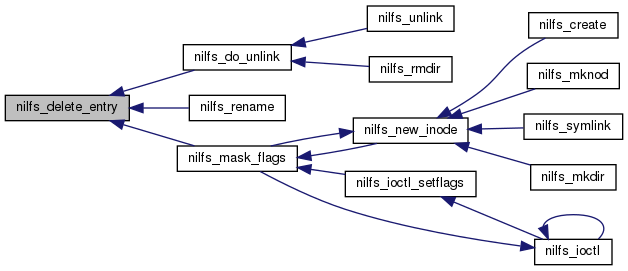 nilfs_unlink
nilfs_create
nilfs_do_unlink
nilfs_rmdir
nilfs_mknod
nilfs_delete_entry
nilfs_rename
nilfs_new_inode
nilfs_symlink
nilfs_mask_flags
nilfs_ioctl_setflags
nilfs_mkdir
nilfs_ioctl